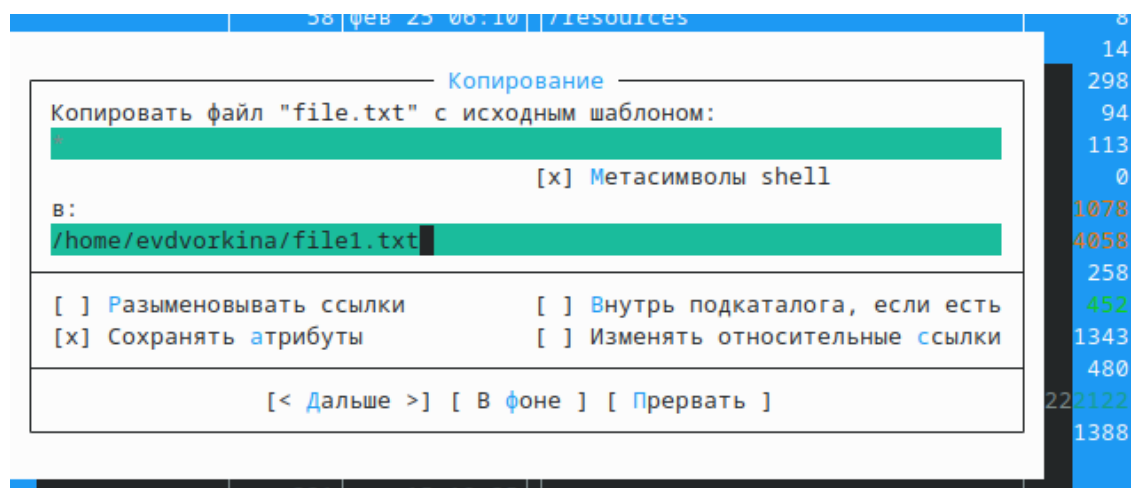 58 фев 25 06:10 /resources 8
14
Копирование 298
Копировать файл "file.txt" с исходным шаблоном: 94
* 113
[x] Метасимволы shell 0
в: 1078
/home/evdvorkina/file1.txt 4058
258
[ ] Разыменовывать ссылки [ ] Внутрь подкаталога, если есть 452
[x] Сохранять атрибуты [ ] Изменять относительные ссылки 1343
480
[< Дальше >] [ В фоне ] [ Прервать ] 222122
1388